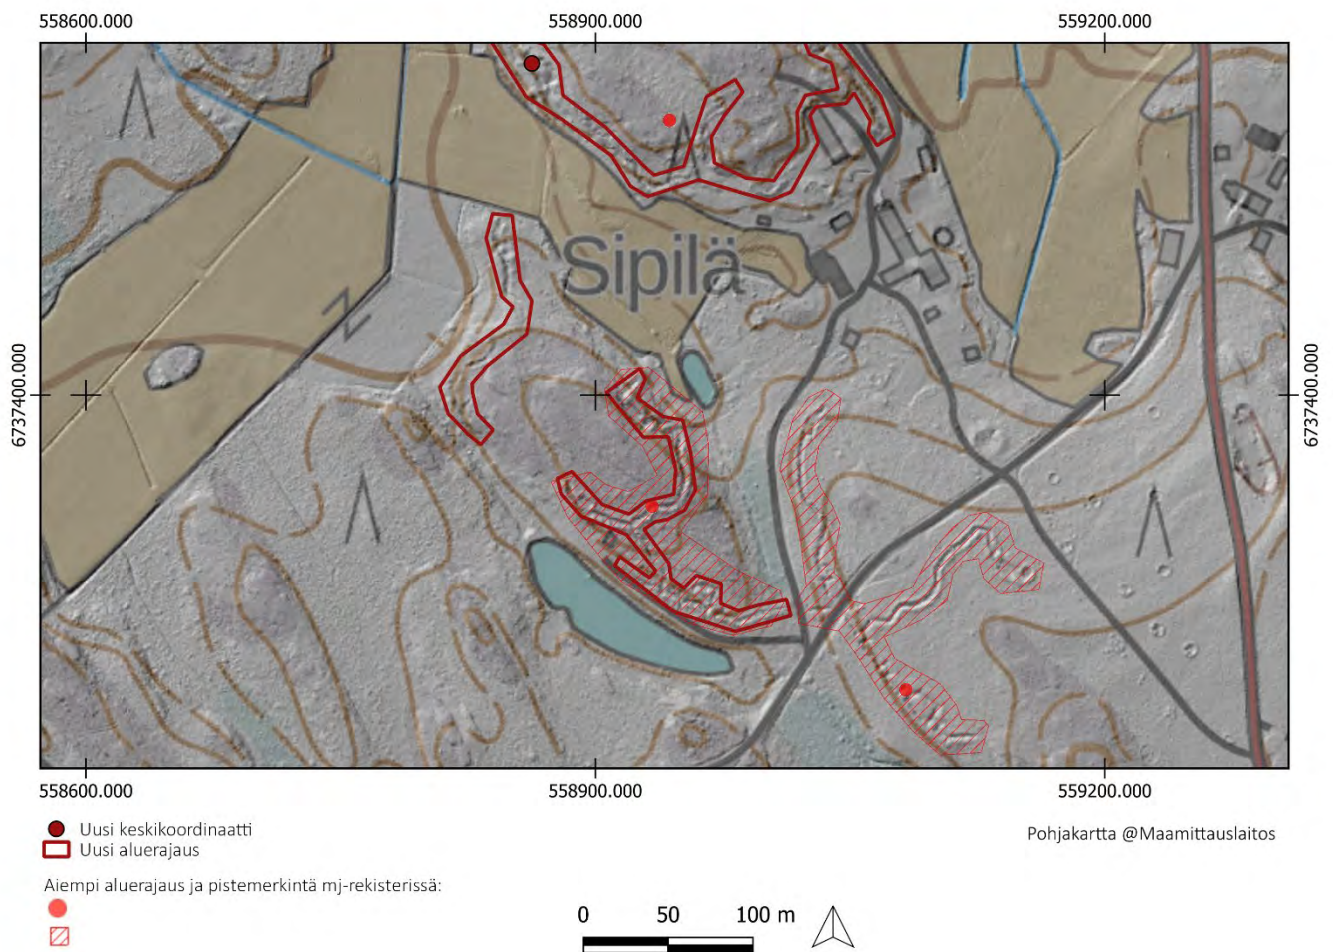 558600.000 558900.000 559200.000
Sipilä
6737400.000 6737400.000
558600.000 558900.000 559200.000
Uusi keskikoordinaatti
Uusi aluerajaus
Pohjakartta @Maamittauslaitos
Aiempi aluerajaus ja pistemerkintä mj-rekisterissä:
0 50 100 m